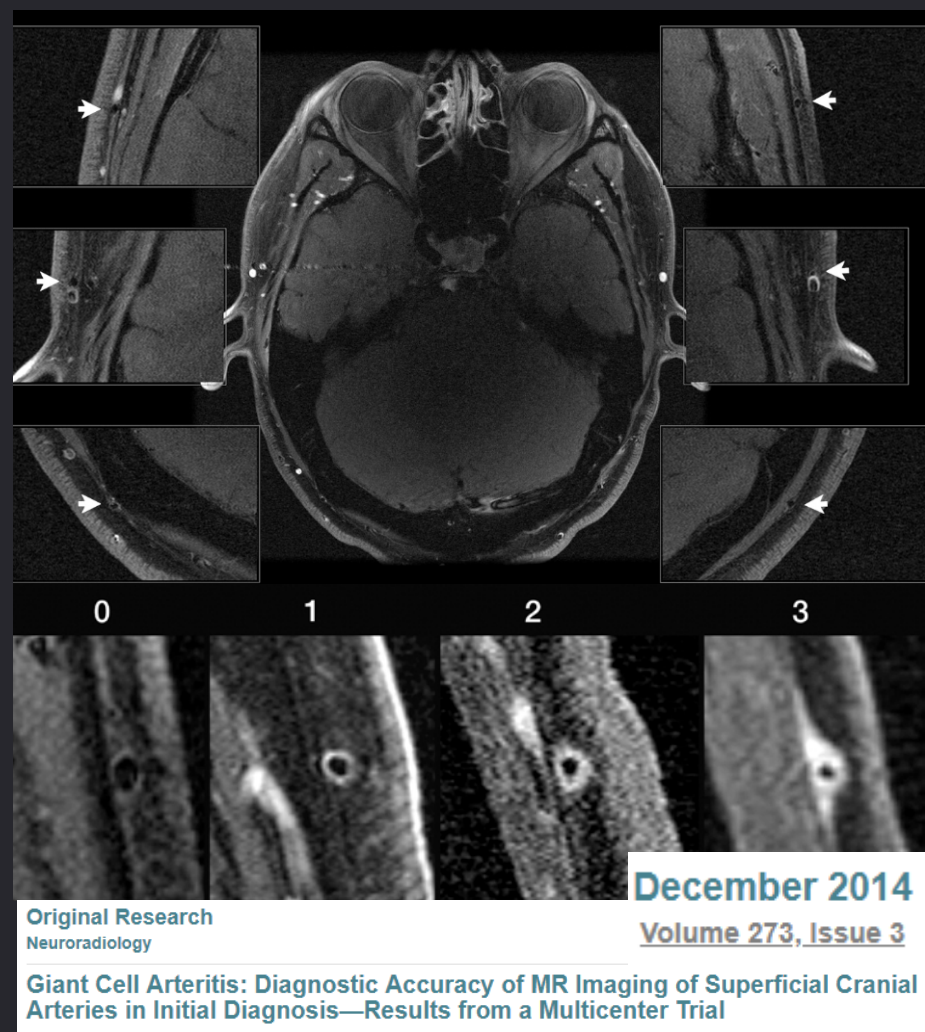 0 1 2 3
December 2014
Volume 273, Issue 3
Original Research
Neuroradiology
Giant Cell Arteritis: Diagnostic Accuracy of MR Imaging of Superficial Cranial
Arteries in Initial Diagnosis—Results from a Multicenter Trial